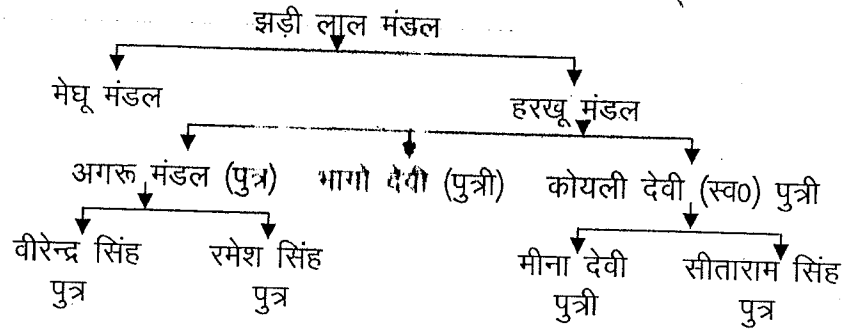 झड़ी लाल मंडल
मेघू मंडल हरखू मंडल
अगरू मंडल (पुत्र) भागो देवी (पुत्री) कोयली देवी (स्व0) पुत्री
वीरेन्द्र सिंह रमेश सिंह मीना देवी सीताराम सिंह
पुत्र पुत्र पुत्री पुत्र